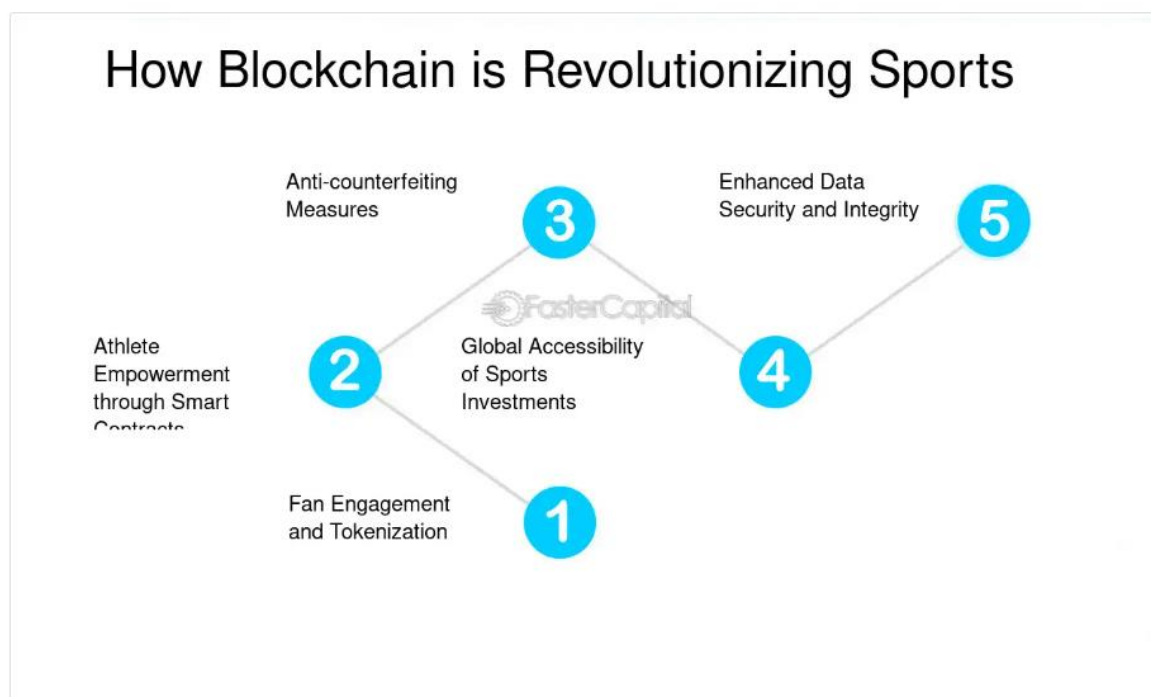 How Blockchain is Revolutionizing Sports
Anti-counterfeiting
Measures
3
Enhanced Data
Security and Integrity
5
FasterCapital
Athlete
Empowerment
through Smart
Contracts
2
Global Accessibility
of Sports
Investments
4
Fan Engagement
and Tokenization
1